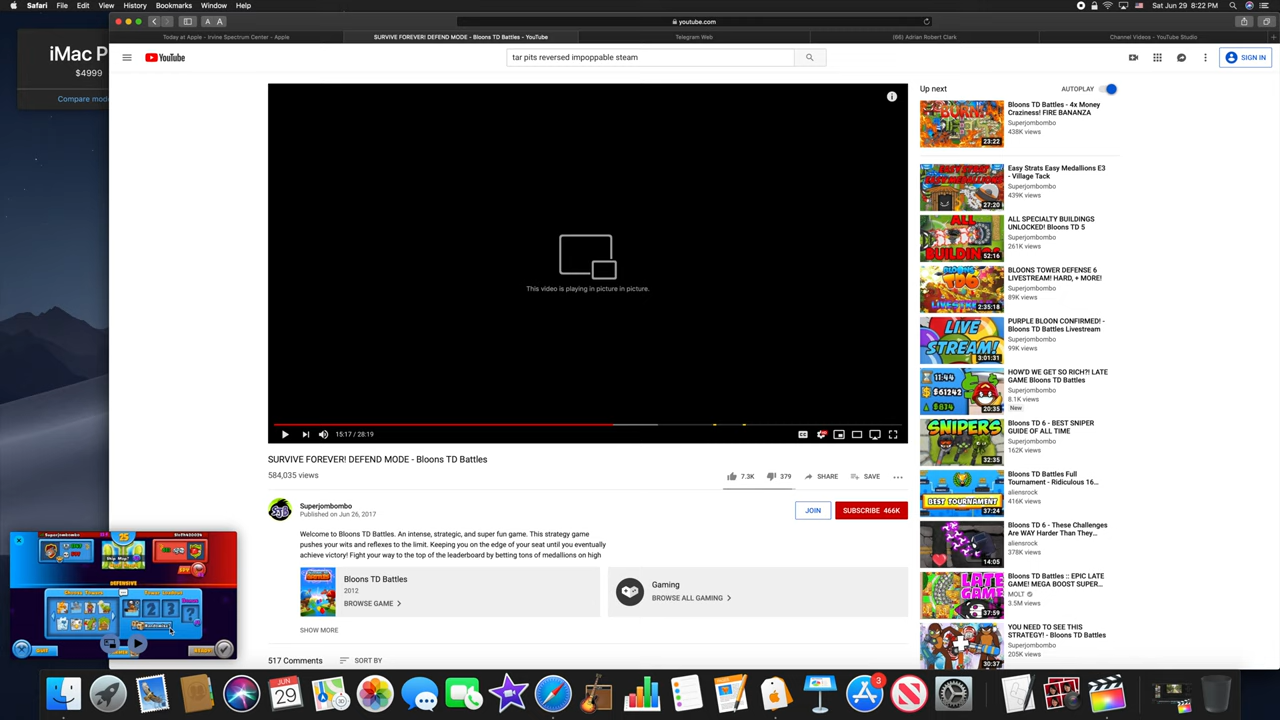 Safari File Edit View History Bookmarks Window Help
Sat Jun 29 8:22 PM
youtube.com
Today at Apple - Irvine Spectrum Center - Apple
SURVIVE FOREVER! DEFEND MODE - Bloons TD Battles - YouTube
Telegram Web
(66) Adrian Robert Clark
Channel Videos - YouTube Studio
iMac P
$4999
Compare mod
YouTube
tar pits reversed impoppable steam
SIGN IN
This video is playing in picture in picture.
15:17 / 28:19
SURVIVE FOREVER! DEFEND MODE - Bloons TD Battles
584,035 views
7.3K 379 SHARE SAVE
Superjombombo
Published on Jun 26, 2017
JOIN SUBSCRIBE 466K
Welcome to Bloons TD Battles. An intense, strategic, and super fun game. This strategy game
pushes your wits and reflexes to the limit. Keeping you on the edge of your seat until you eventually
achieve victory! Fight your way to the top of the leaderboard by betting tons of medallions on high
Bloons TD Battles
2012
BROWSE GAME
Gaming
BROWSE ALL GAMING
SHOW MORE
517 Comments SORT BY
Up next
AUTOPLAY
Bloons TD Battles - 4x Money
Craziness! FIRE BANANZA
Superjombombo
438K views
23:22
Easy Strats Easy Medallions E3
- Village Tack
Superjombombo
439K views
27:20
ALL SPECIALTY BUILDINGS
UNLOCKED! Bloons TD 5
Superjombombo
261K views
ALL
BUILDINGS
52:16
BLOONS TOWER DEFENSE 6
LIVESTREAM! HARD, + MORE!
Superjombombo
89K views
2:35:18
PURPLE BLOON CONFIRMED! -
Bloons TD Battles Livestream
Superjombombo
99K views
LIVE
STREAM!
3:01:31
HOW'D WE GET SO RICH?! LATE
GAME Bloons TD Battles
Superjombombo
8.1K views
New
11:44
$61242
20:35
Bloons TD 6 - BEST SNIPER
GUIDE OF ALL TIME
Superjombombo
162K views
SNIPERS
32:35
Bloons TD Battles Full
Tournament - Ridiculous 16...
aliensrock
416K views
BEST TOURNAMENT
37:24
Bloons TD 6 - These Challenges
Are WAY Harder Than They...
aliensrock
378K views
14:05
Bloons TD Battles :: EPIC LATE
GAME! MEGA BOOST SUPER...
MOLT
3.5M views
LATE
GAME
37:59
YOU NEED TO SEE THIS
STRATEGY! - Bloons TD Battles
Superjombombo
205K views
30:37
Superjombombo
25
DEFENSIVE
Choose Towers
Tower Loadout
2 3 ?
QUIT
READY
JUN
29
3